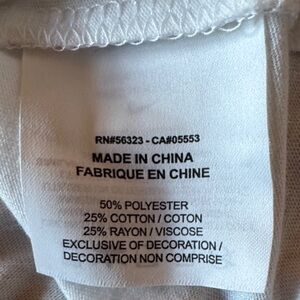 RN#56323 - CA#05553
MADE IN CHINA
FABRIQUE EN CHINE
50% POLYESTER
25% COTTON / COTON
25% RAYON / VISCOSE
EXCLUSIVE OF DECORATION /
DECORATION NON COMPRISE